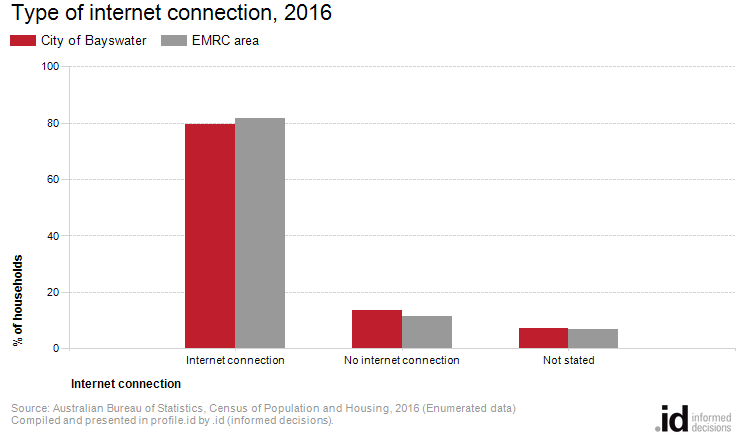 Type of internet connection, 2016
City of Bayswater EMRC area
100
80
60
40
20
0
% of households
Internet connection No internet connection Not stated
Internet connection
Source: Australian Bureau of Statistics, Census of Population and Housing, 2016 (Enumerated data)
Compiled and presented in profile.id by .id (informed decisions).
.id informed
decisions